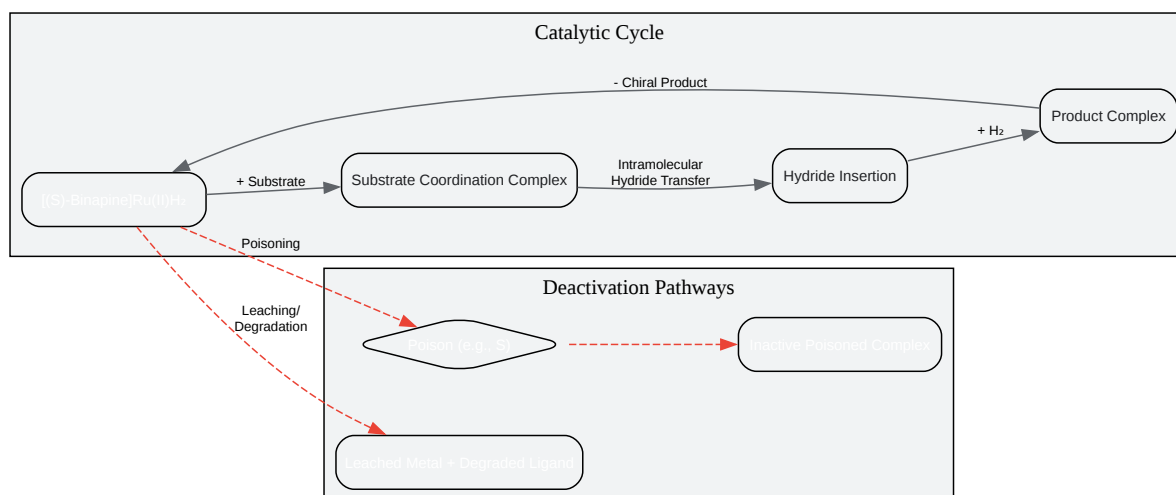 Catalytic Cycle
- Chiral Product
Product Complex
+ H₂
Intramolecular
Hydride Transfer
Hydride Insertion
+ Substrate
Substrate Coordination Complex
[(S)-Binapine]Ru(II)H₂
Poisoning
Deactivation Pathways
Leaching/
Degradation
Poison (e.g., S)
Inactive Poisoned Complex
Leached Metal + Degraded Ligand